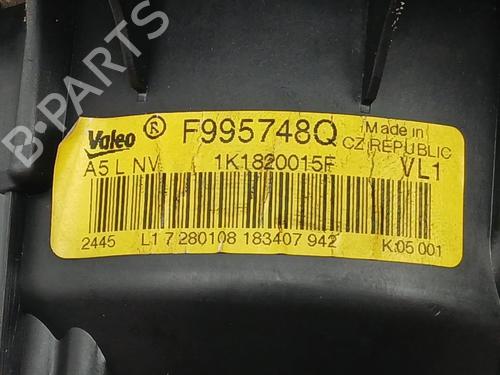 B-PARTS
Valeo ® F995748Q Made in
CZ REPUBLIC
A5 L NV 1K1820015F VL1
2445 L1 7 280108 183407 942 K:05 001